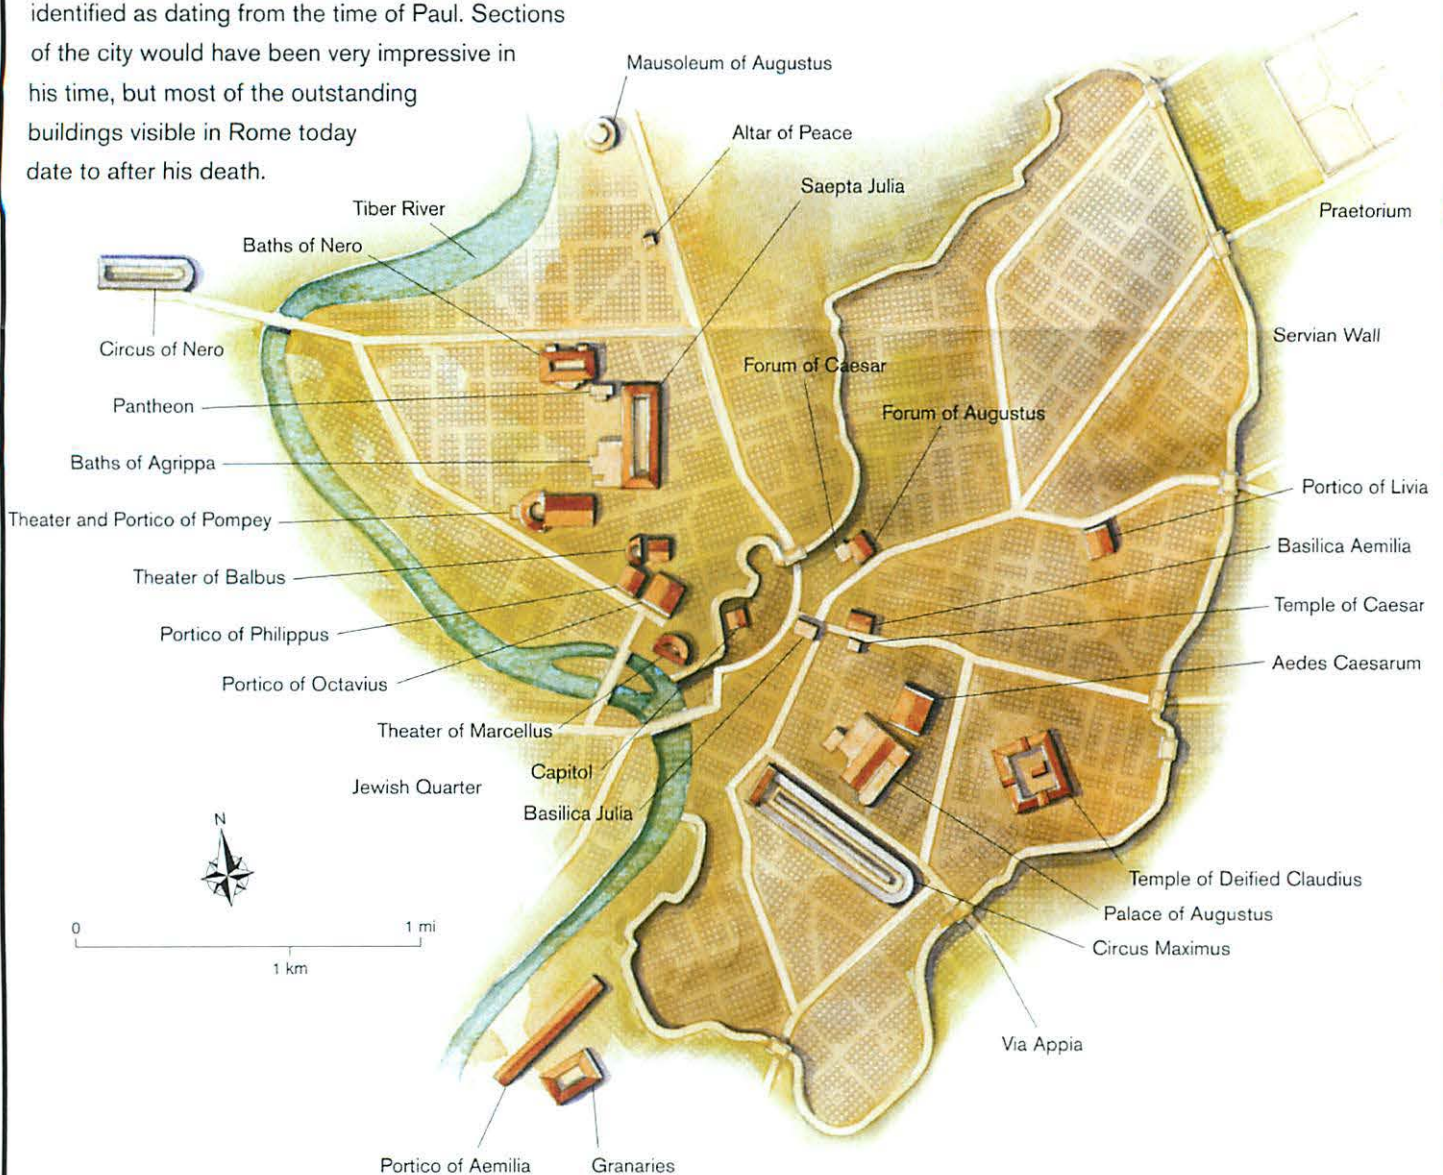 identified as dating from the time of Paul. Sections
of the city would have been very impressive in
his time, but most of the outstanding
buildings visible in Rome today
date to after his death.
Mausoleum of Augustus
Altar of Peace
Saepta Julia
Tiber River
Baths of Nero
Praetorium
Circus of Nero
Servian Wall
Forum of Caesar
Pantheon
Forum of Augustus
Baths of Agrippa
Portico of Livia
Theater and Portico of Pompey
Basilica Aemilia
Theater of Balbus
Temple of Caesar
Portico of Philippus
Aedes Caesarum
Portico of Octavius
Theater of Marcellus
Capitol
Jewish Quarter
Basilica Julia
N
Temple of Deified Claudius
Palace of Augustus
0
1 mi
Circus Maximus
1 km
Via Appia
Portico of Aemilia
Granaries